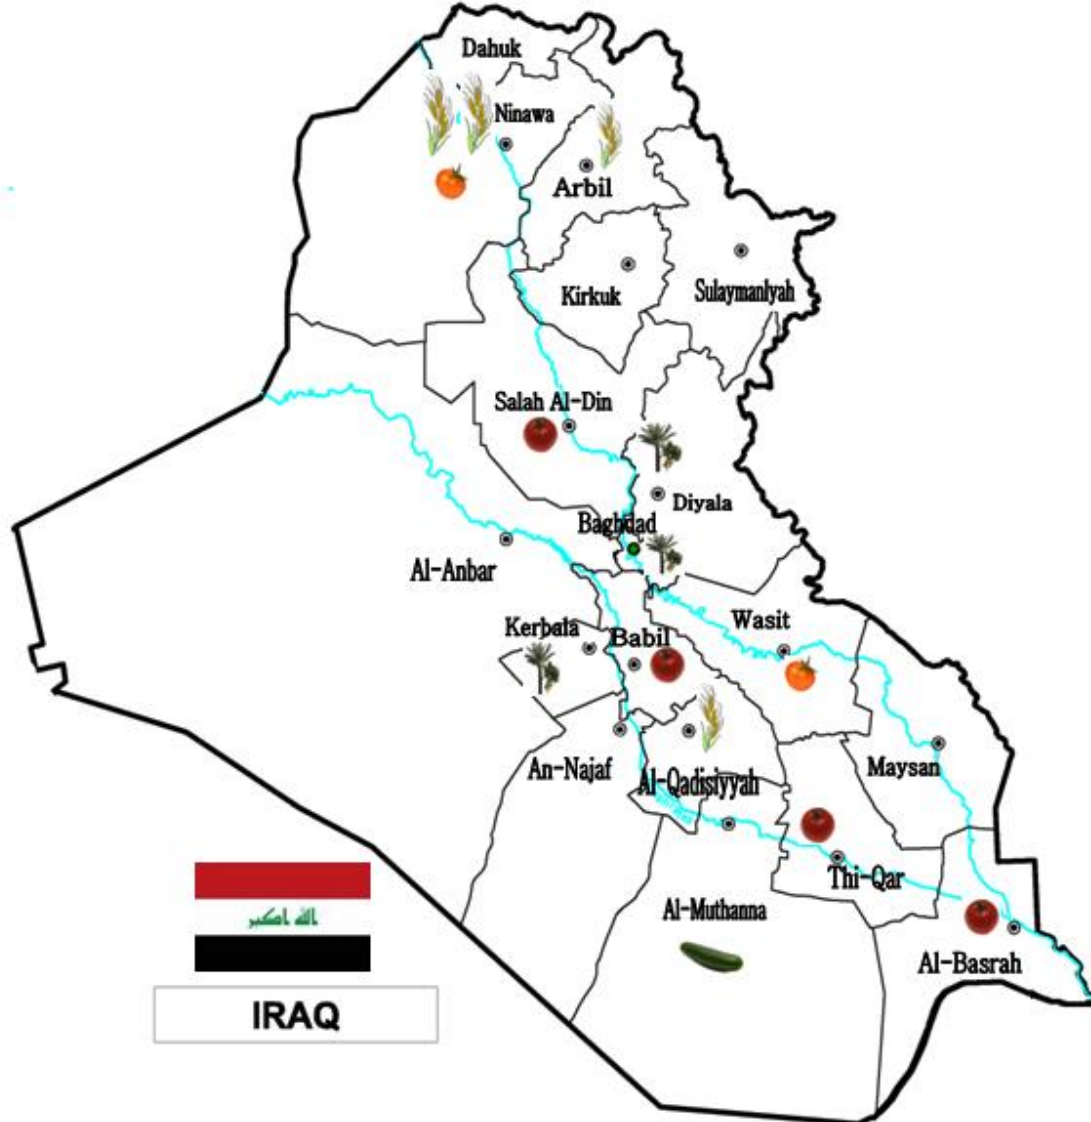 Dahuk
Ninawa
Arbil
Kirkuk
Sulaymanlyah
Salah Al-Din
Diyala
Baghdad
Al-Anbar
Wasit
Kerbala
Babil
An-Najaf
Al-Qadisiyyah
Maysan
Thi-Qar
Al-Muthanna
Al-Basrah
الله اكبر
IRAQ